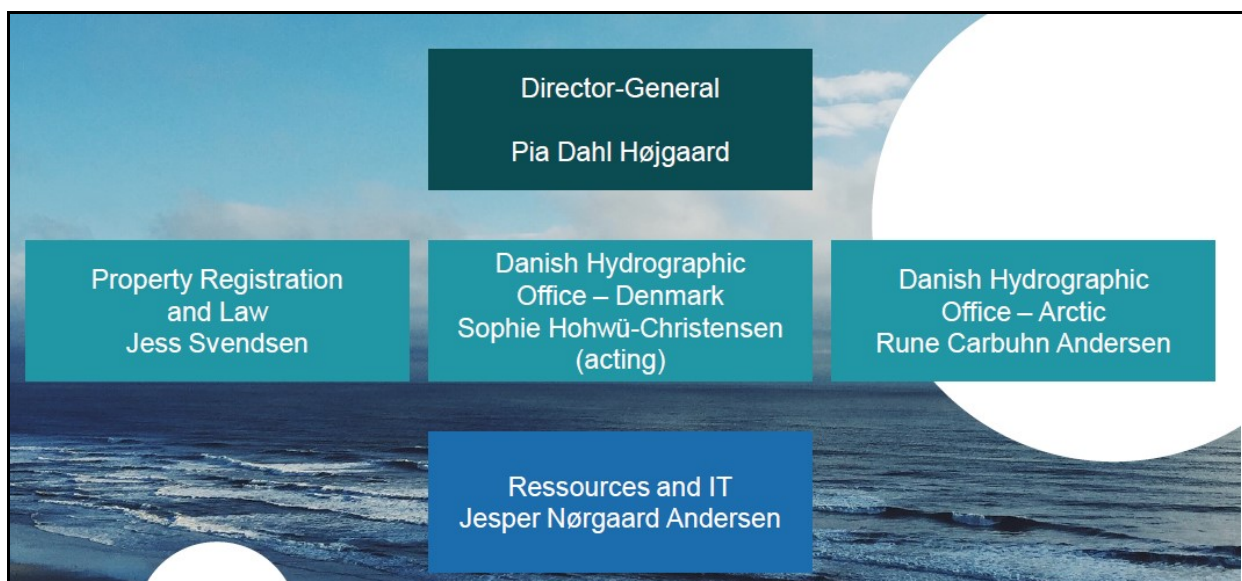 Director-General
Pia Dahl Højgaard
Property Registration
and Law
Jess Svendsen
Danish Hydrographic
Office – Denmark
Sophie Hohwü-Christensen
(acting)
Danish Hydrographic
Office – Arctic
Rune Carbuhn Andersen
Ressources and IT
Jesper Nørgaard Andersen